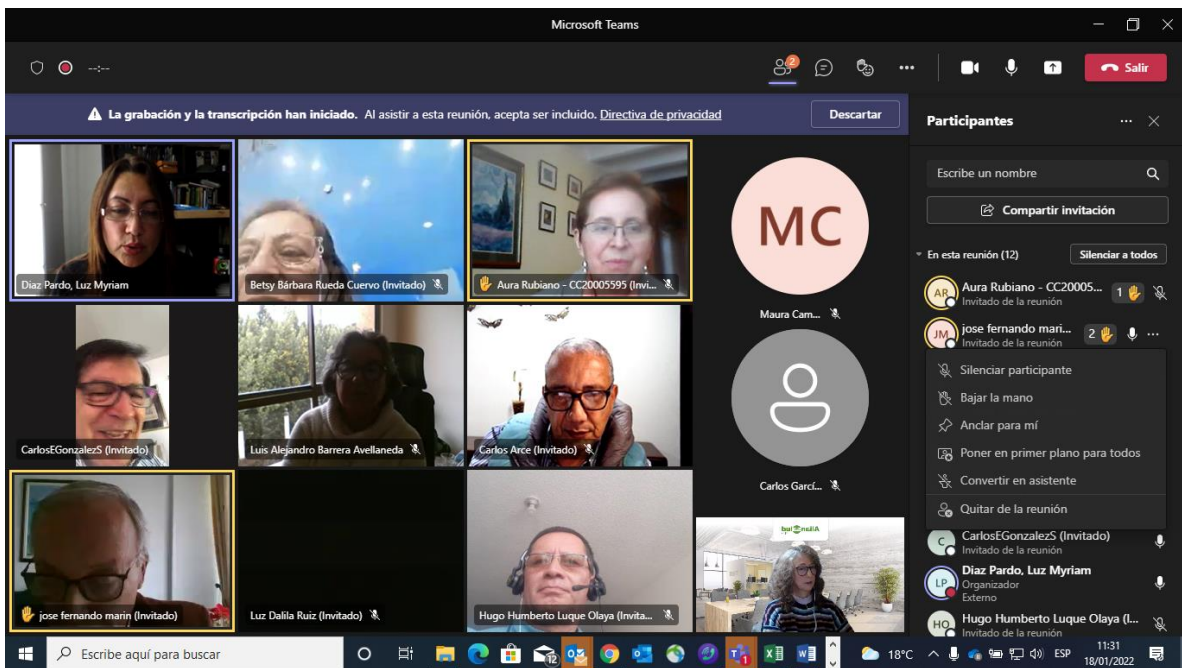 Microsoft Teams
--:--
2
Salir
La grabación y la transcripción han iniciado. Al asistir a esta reunión, acepta ser incluido. Directiva de privacidad
Descartar
Participantes
Escribe un nombre
Compartir invitación
En esta reunión (12)
Silenciar a todos
AR
Aura Rubiano - CC20005...
1
Invitado de la reunión
JM
jose fernando mari...
2
Invitado de la reunión
Silenciar participante
Bajar la mano
Anclar para mí
Poner en primer plano para todos
Convertir en asistente
Quitar de la reunión
C
CarlosEGonzalezS (Invitado)
Invitado de la reunión
LP
Diaz Pardo, Luz Myriam
Organizador
Externo
HO
Hugo Humberto Luque Olaya (I...
Invitado de la reunión
Diaz Pardo, Luz Myriam
Betsy Bárbara Rueda Cuervo (Invitado)
Aura Rubiano - CC20005595 (Invi...
MC
Maura Cam...
CarlosEGonzalezS (Invitado)
Luis Alejandro Barrera Avellaneda
Carlos Arce (Invitado)
Carlos Garcí...
jose fernando marin (Invitado)
Luz Dalila Ruiz (Invitado)
Hugo Humberto Luque Olaya (Invita...
Escribe aquí para buscar
18°C
ESP
11:31
18/01/2022